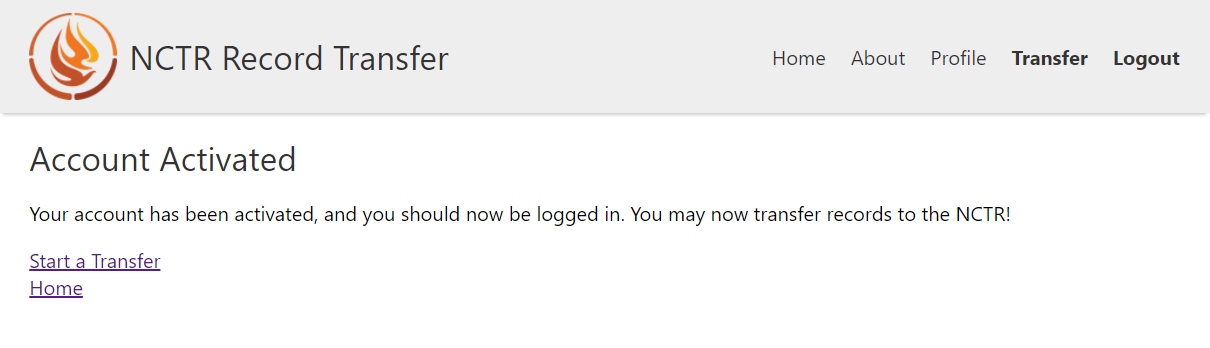 NCTR Record Transfer
Home About Profile Transfer Logout
Account Activated
Your account has been activated, and you should now be logged in. You may now transfer records to the NCTR!
Start a Transfer
Home